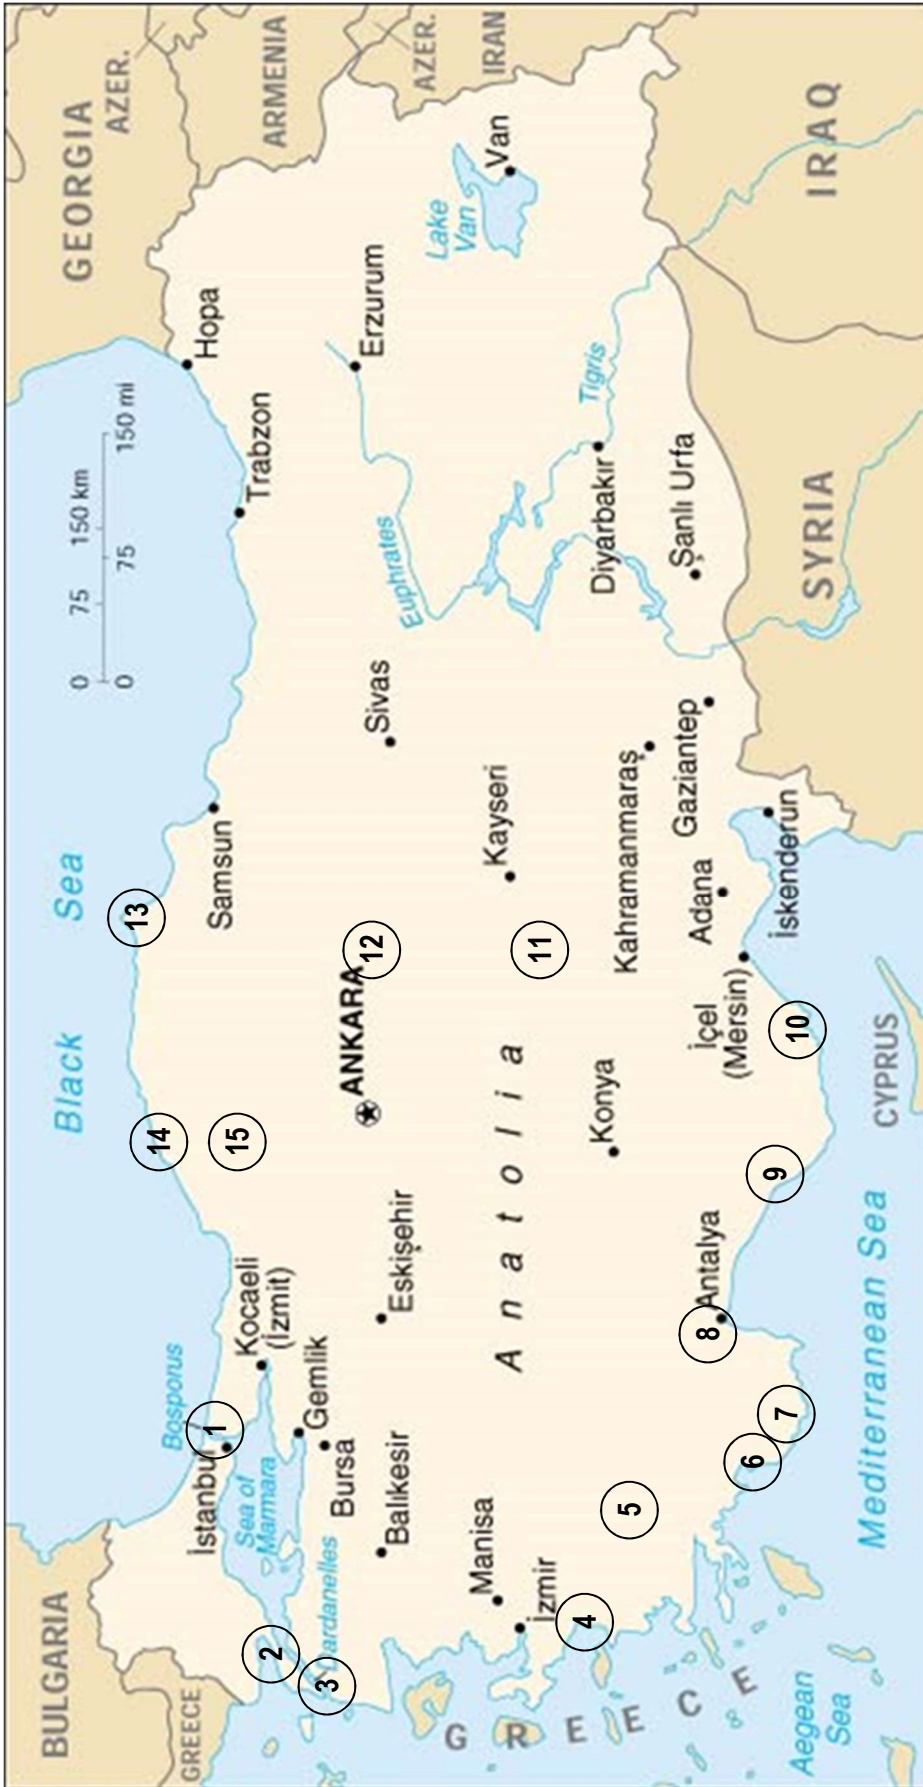 BULGARIA
GREECE
GEORGIA
AZER.
ARMENIA
AZER.
IRAN
IRAQ
SYRIA
CYPRUS
GREECE
Black Sea
0 75 150 km
0 75 150 mi
Bosporus
Sea of
Marmara
Dardanelles
Aegean
Sea
Mediterranean Sea
Anatolia
Euphrates
Tigris
Lake
Van
İstanbul
Kocaeli
(İzmit)
Gemlik
Bursa
Balıkesir
Eskişehir
Manisa
İzmir
ANKARA
Konya
Antalya
Samsun
Sivas
Kayseri
Kahramanmaraş
Gaziantep
Adana
İskenderun
İçel
(Mersin)
Trabzon
Hopa
Erzurum
Van
Diyarbakır
Şanlı Urfa
1
2
3
4
5
6
7
8
9
10
11
12
13
14
15